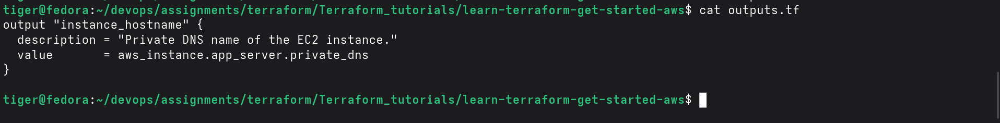 tiger@fedora:~/devops/assignments/terraform/Terraform_tutorials/learn-terraform-get-started-aws$ cat outputs.tf
output "instance_hostname" {
  description = "Private DNS name of the EC2 instance."
  value       = aws_instance.app_server.private_dns
}
tiger@fedora:~/devops/assignments/terraform/Terraform_tutorials/learn-terraform-get-started-aws$